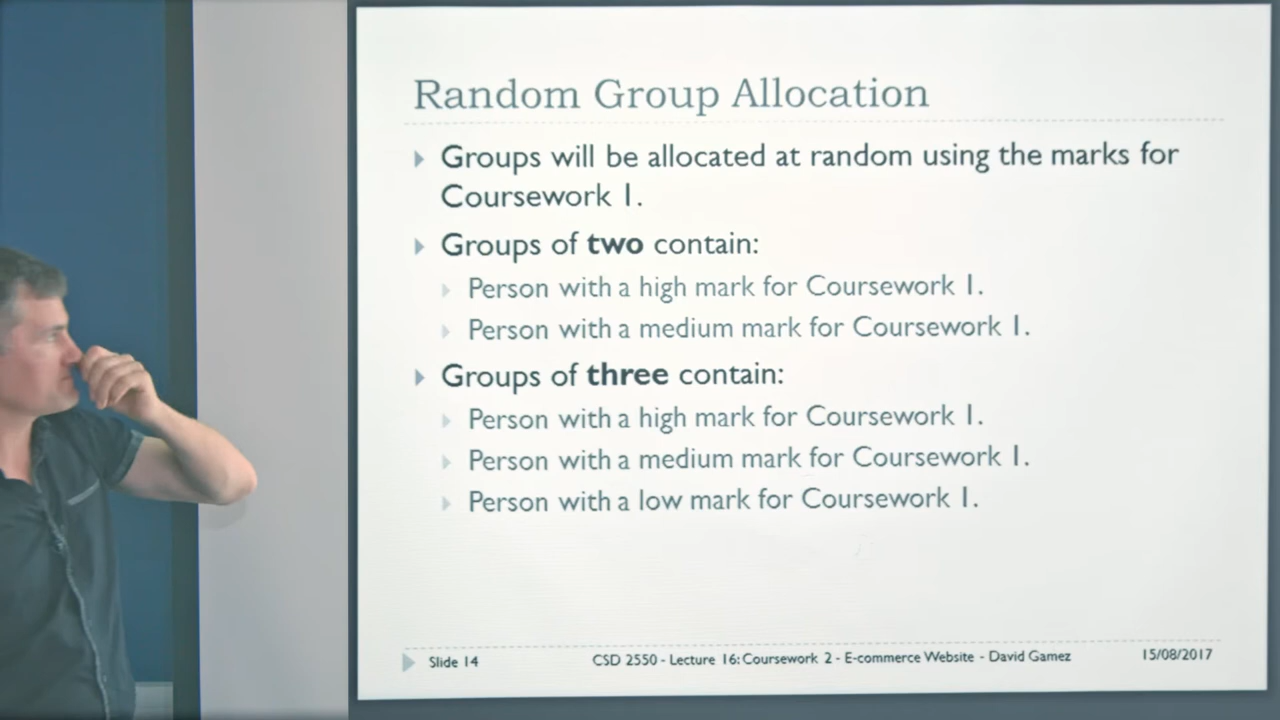 Random Group Allocation
Groups will be allocated at random using the marks for
Coursework 1.
Groups of two contain:
Person with a high mark for Coursework 1.
Person with a medium mark for Coursework 1.
Groups of three contain:
Person with a high mark for Coursework 1.
Person with a medium mark for Coursework 1.
Person with a low mark for Coursework 1.
Slide 14 CSD 2550 - Lecture 16: Coursework 2 - E-commerce Website - David Gamez 15/08/2017